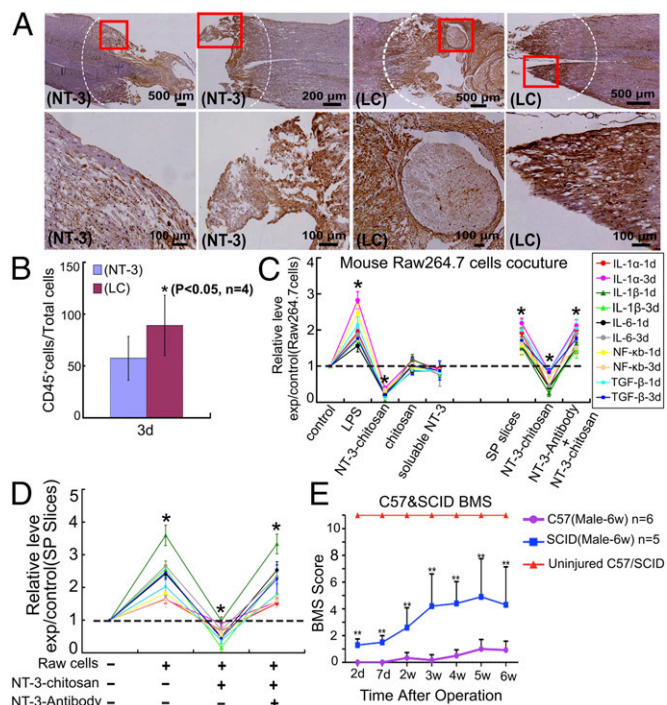 A
(NT-3) 500 μm (NT-3) 200 μm (LC) 500 μm (LC) 500 μm
(NT-3) 100 μm (NT-3) 100 μm (LC) 100 μm (LC) 100 μm
B
CD45⁺cells/Total cells
150
100
50
0
(NT-3)
(LC)
* (P<0.05, n=4)
3d
C
Mouse Raw264.7 cells cocuture
Relative level
exp/control(Raw264.7cells)
4
3
2
1
0
* * * * *
control
LPS
NT-3-chitosan
chitosan
soluable NT-3
SP slices
NT-3-chitosan
NT-3-Antibody
+
NT-3-chitosan
IL-1α-1d
IL-1α-3d
IL-1β-1d
IL-1β-3d
IL-6-1d
IL-6-3d
NF-κb-1d
NF-κb-3d
TGF-β-1d
TGF-β-3d
D
Relative level
exp/control(SP Slices)
5
4
3
2
1
0
* * *
Raw cells – + + +
NT-3-chitosan – – + +
NT-3-Antibody – – – +
E
C57&SCID BMS
BMS Score
10
8
6
4
2
0
** ** ** ** ** ** **
2d 7d 2w 3w 4w 5w 6w
Time After Operation
C57(Male-6w) n=6
SCID(Male-6w) n=5
Uninjured C57/SCID